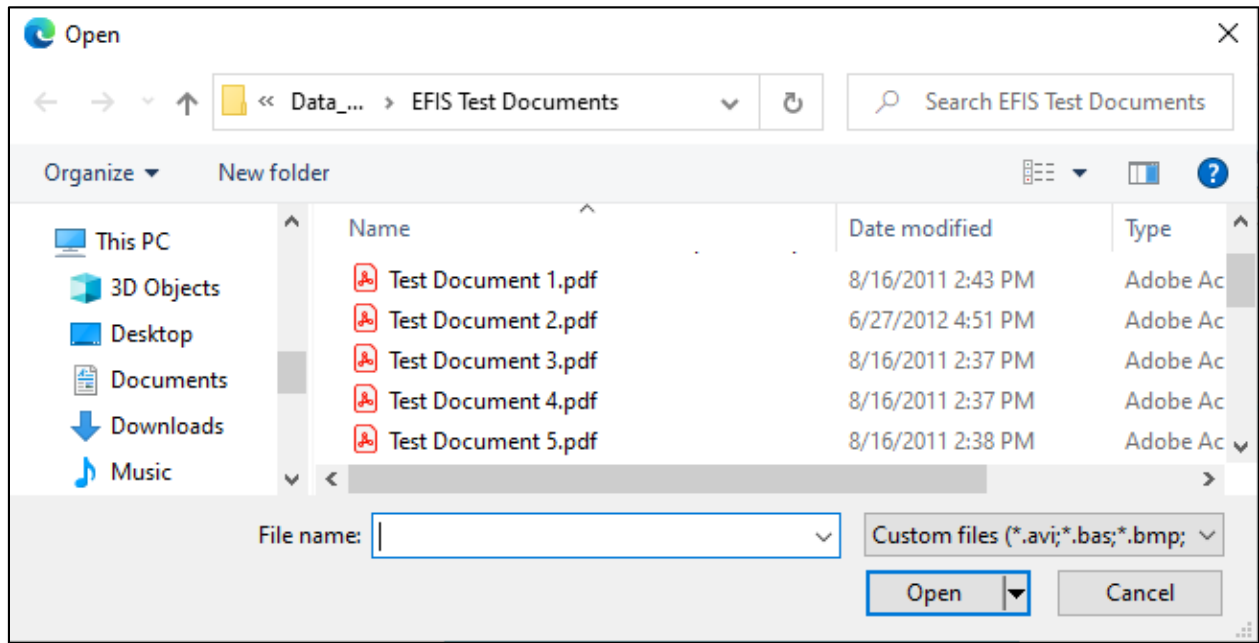 Open
« Data_... > EFIS Test Documents
Search EFIS Test Documents
Organize
New folder
?
Name Date modified Type
This PC
3D Objects
Desktop
Documents
Downloads
Music
Test Document 1.pdf 8/16/2011 2:43 PM Adobe Ac
Test Document 2.pdf 6/27/2012 4:51 PM Adobe Ac
Test Document 3.pdf 8/16/2011 2:37 PM Adobe Ac
Test Document 4.pdf 8/16/2011 2:37 PM Adobe Ac
Test Document 5.pdf 8/16/2011 2:38 PM Adobe Ac
File name:
Custom files (*.avi;*.bas;*.bmp;
Open
Cancel